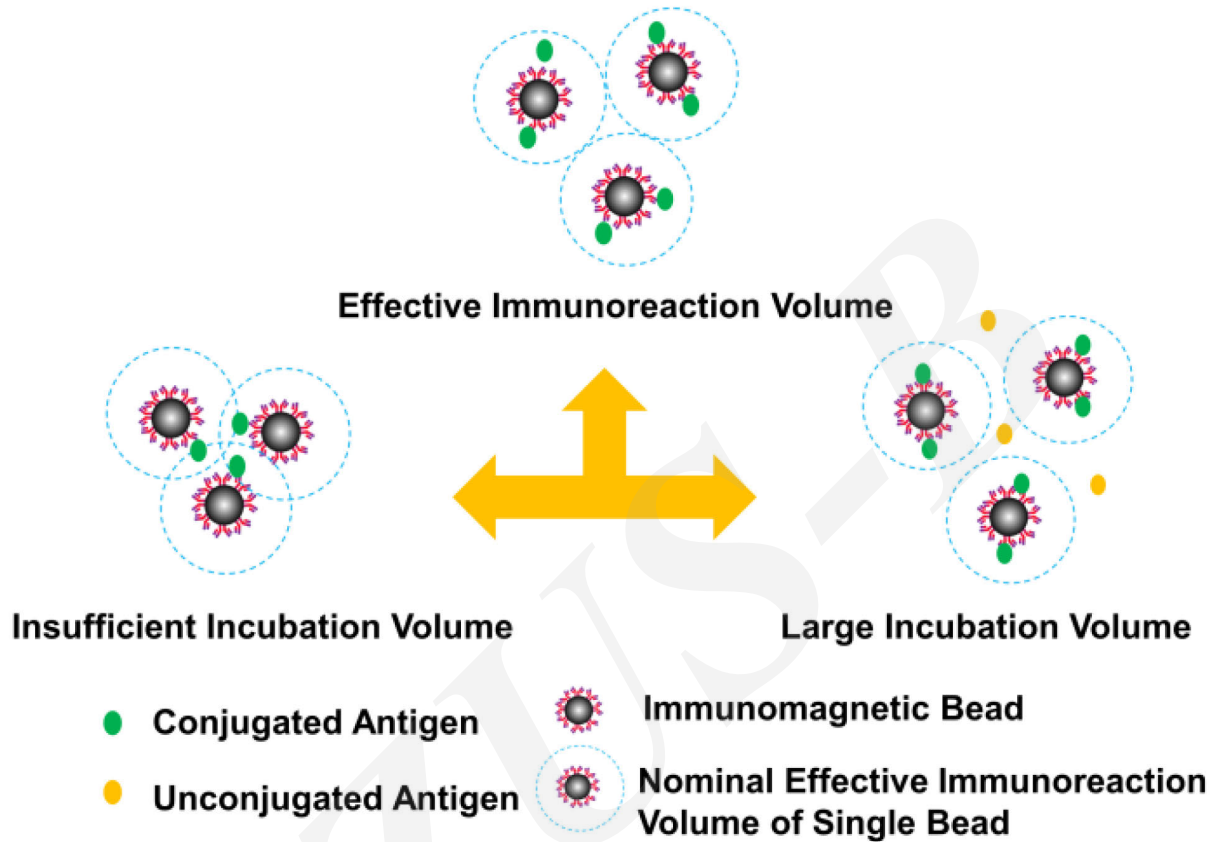 Effective Immunoreaction Volume
Insufficient Incubation Volume
Large Incubation Volume
Conjugated Antigen
Immunomagnetic Bead
Unconjugated Antigen
Nominal Effective Immunoreaction
Volume of Single Bead
ZUS-B